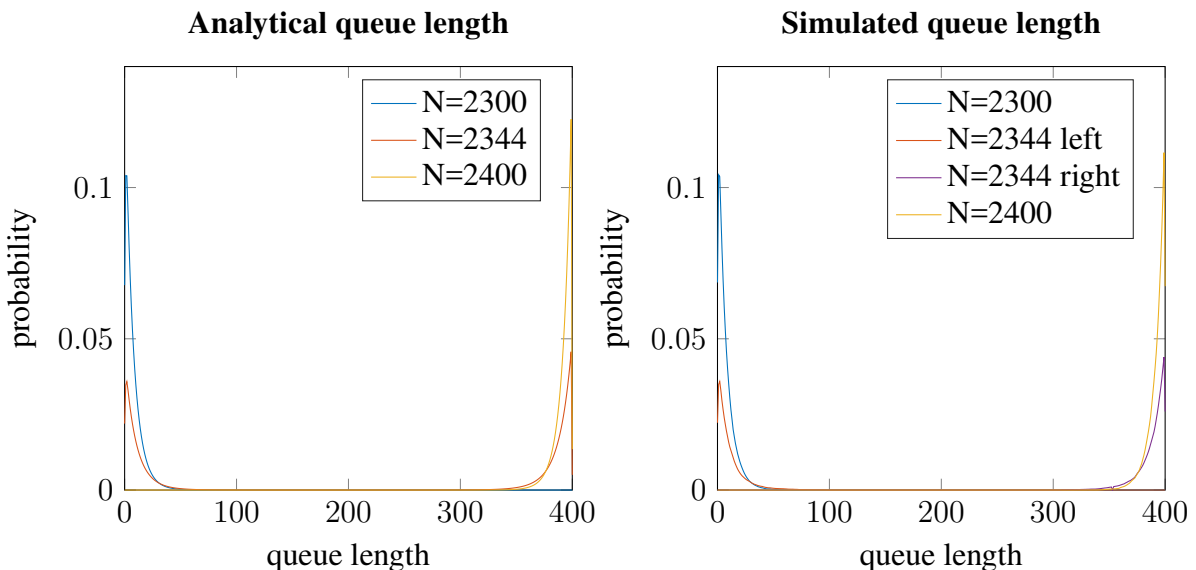 Analytical queue length
probability
0.1
0.05
0
0
100
200
300
400
queue length
N=2300
N=2344
N=2400
Simulated queue length
probability
0.1
0.05
0
0
100
200
300
400
queue length
N=2300
N=2344 left
N=2344 right
N=2400